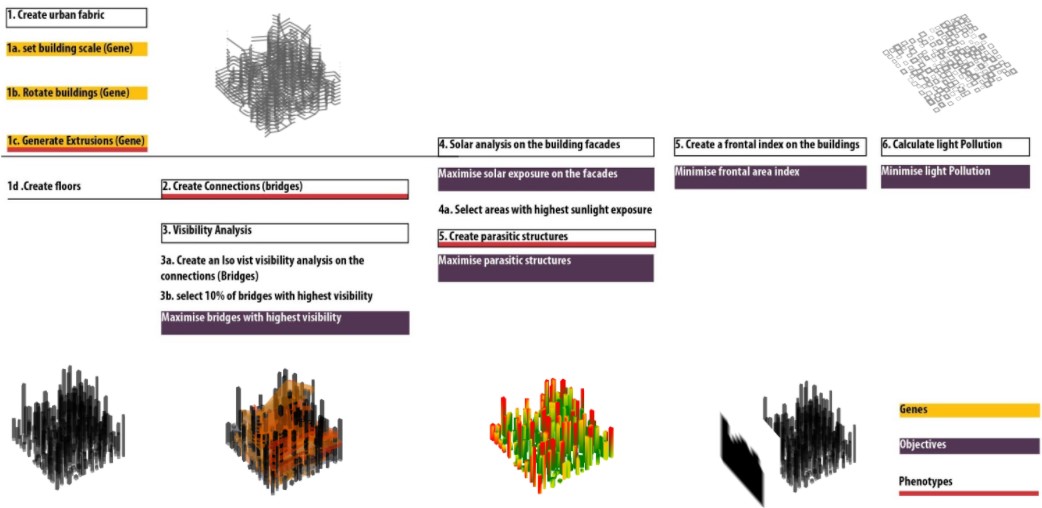 1. Create urban fabric
1a. set building scale (Gene)
1b. Rotate buildings (Gene)
1c. Generate Extrusions (Gene)
1d .Create floors
2. Create Connections (bridges)
3. Visibility Analysis
3a. Create an Iso vist visibility analysis on the
connections (Bridges)
3b. select 10% of bridges with highest visibility
Maximise bridges with highest visibility
4. Solar analysis on the building facades
Maximise solar exposure on the facades
4a. Select areas with highest sunlight exposure
5. Create parasitic structures
Maximise parasitic structures
5. Create a frontal index on the buildings
Minimise frontal area index
6. Calculate light Pollution
Minimise light Pollution
Genes
Objectives
Phenotypes